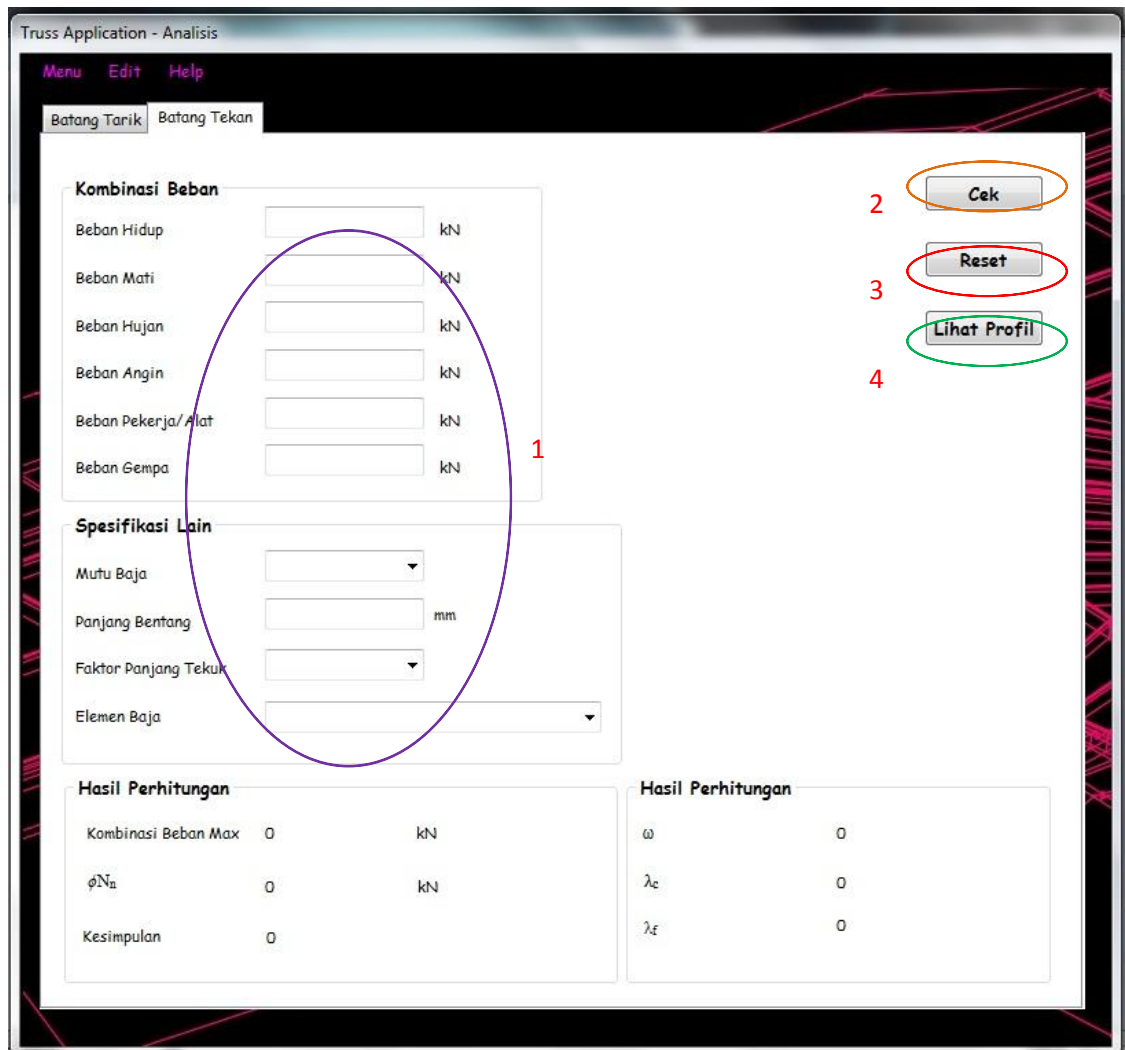 Truss Application - Analisis
Menu Edit Help
Batang Tarik Batang Tekan
Kombinasi Beban
Beban Hidup kN
Beban Mati kN
Beban Hujan kN
Beban Angin kN
Beban Pekerja/Alat kN
Beban Gempa kN
1
2 Cek
3 Reset
4 Lihat Profil
Spesifikasi Lain
Mutu Baja
Panjang Bentang mm
Faktor Panjang Tekuk
Elemen Baja
Hasil Perhitungan
Kombinasi Beban Max 0 kN
ϕNn 0 kN
Kesimpulan 0
Hasil Perhitungan
ω 0
λc 0
λf 0